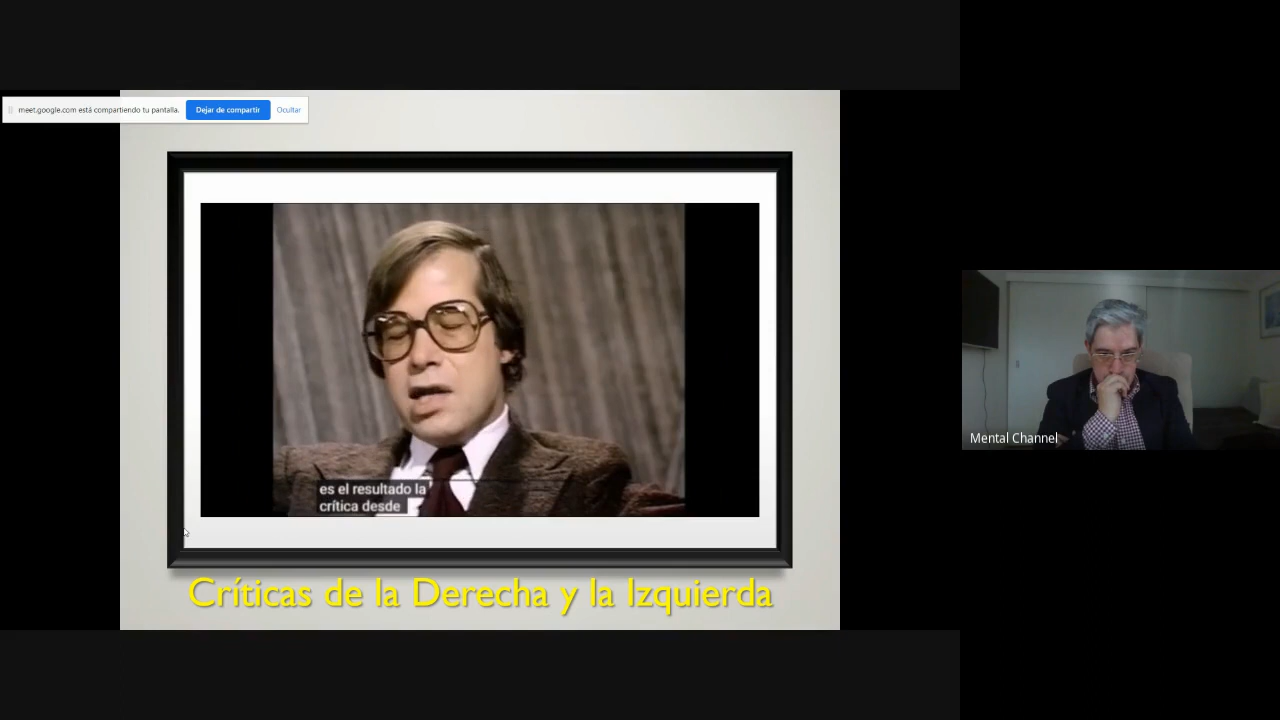 meet.google.com está compartiendo tu pantalla. Dejar de compartir Ocultar
es el resultado la
crítica desde
Mental Channel
Críticas de la Derecha y la Izquierda